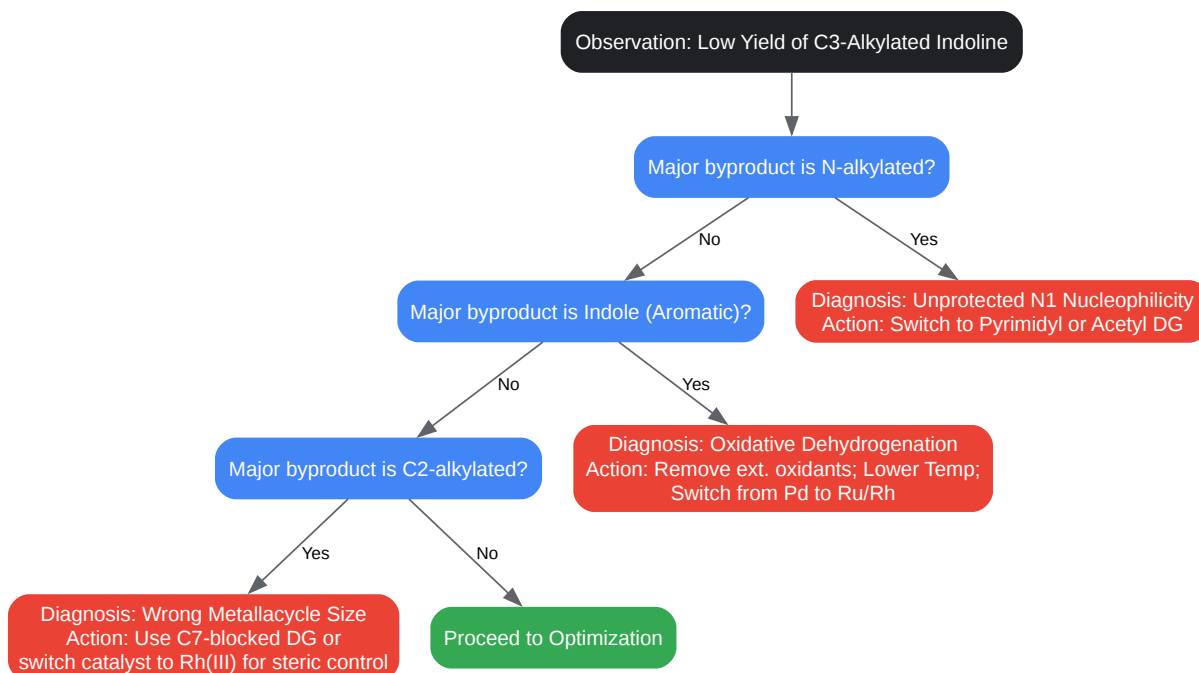 Observation: Low Yield of C3-Alkylated Indoline
Major byproduct is N-alkylated?
No
Yes
Major byproduct is Indole (Aromatic)?
Diagnosis: Unprotected N1 Nucleophilicity
Action: Switch to Pyrimidyl or Acetyl DG
No
Yes
Major byproduct is C2-alkylated?
Diagnosis: Oxidative Dehydrogenation
Action: Remove ext. oxidants; Lower Temp;
Switch from Pd to Ru/Rh
Yes
No
Diagnosis: Wrong Metallacycle Size
Action: Use C7-blocked DG or
switch catalyst to Rh(III) for steric control
Proceed to Optimization